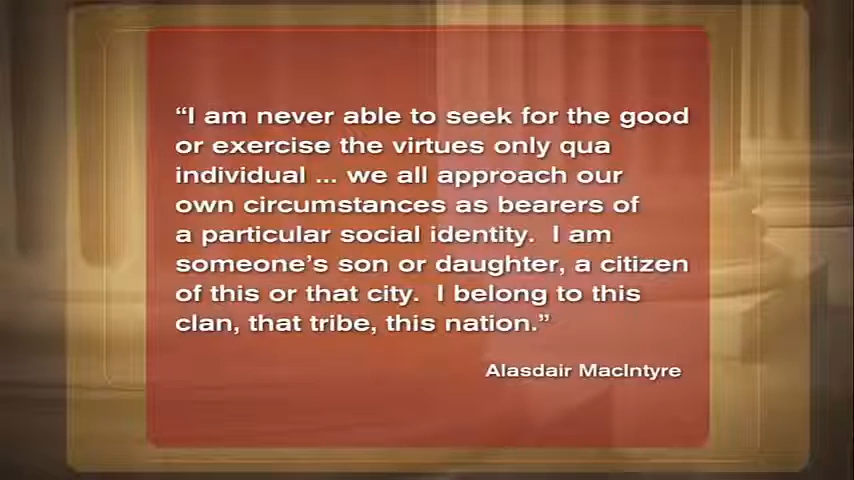 “I am never able to seek for the good
or exercise the virtues only qua
individual ... we all approach our
own circumstances as bearers of
a particular social identity.  I am
someone’s son or daughter, a citizen
of this or that city.  I belong to this
clan, that tribe, this nation.”
Alasdair MacIntyre